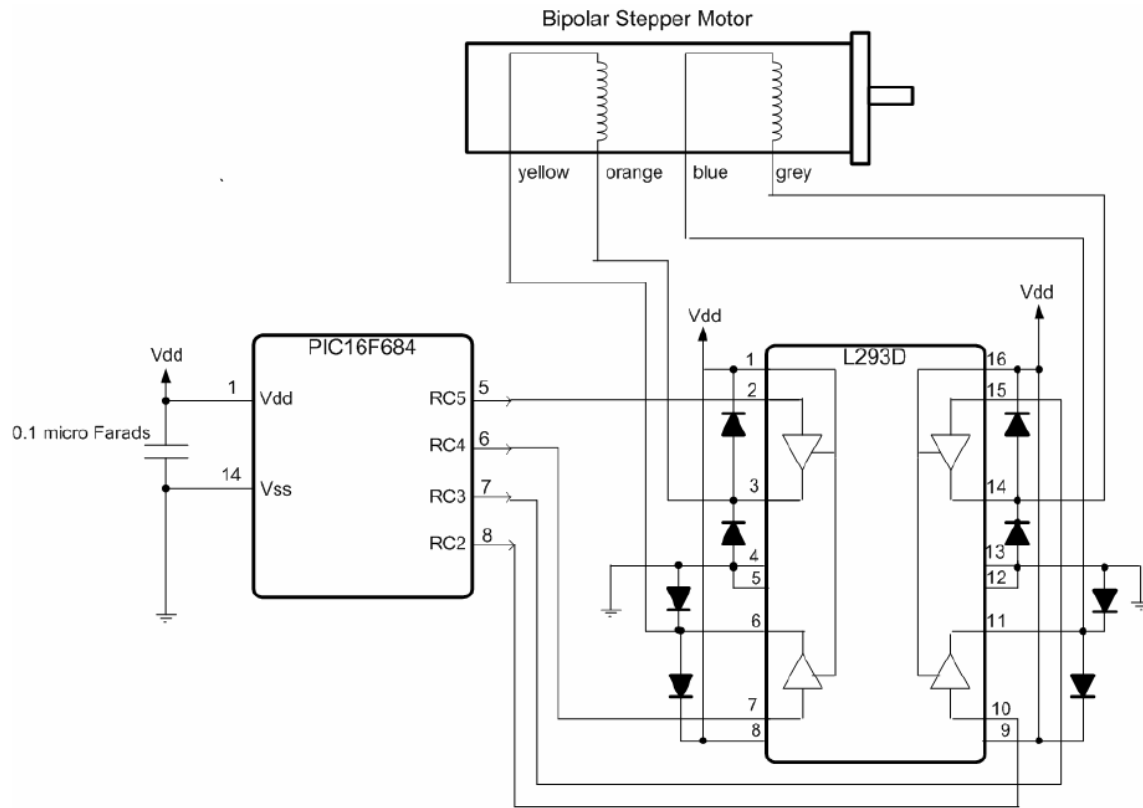 Bipolar Stepper Motor
yellow
orange
blue
grey
Vdd
Vdd
Vdd
PIC16F684
L293D
1
Vdd
0.1 micro Farads
14
Vss
RC5
5
RC4
6
RC3
7
RC2
8
1
2
3
4
5
6
7
8
16
15
14
13
12
11
10
9